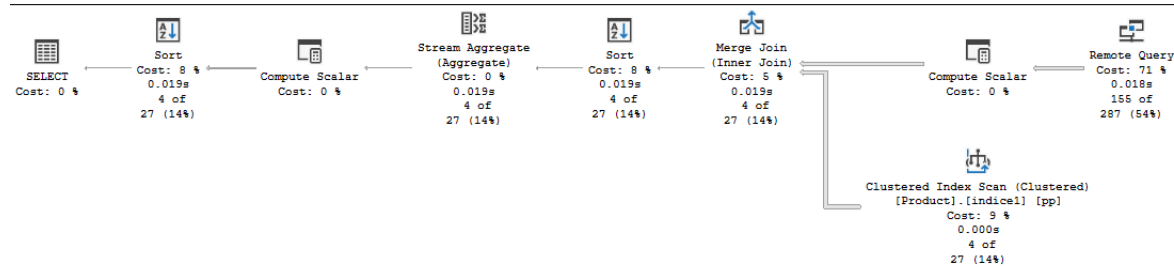 SELECT
Cost: 0 %
Sort
Cost: 8 %
0.019s
4 of
27 (14%)
Compute Scalar
Cost: 0 %
Stream Aggregate
(Aggregate)
Cost: 0 %
0.019s
4 of
27 (14%)
Sort
Cost: 8 %
0.019s
4 of
27 (14%)
Merge Join
(Inner Join)
Cost: 5 %
0.019s
4 of
27 (14%)
Compute Scalar
Cost: 0 %
Remote Query
Cost: 71 %
0.018s
155 of
287 (54%)
Clustered Index Scan (Clustered)
[Product].[indice1] [pp]
Cost: 9 %
0.000s
4 of
27 (14%)